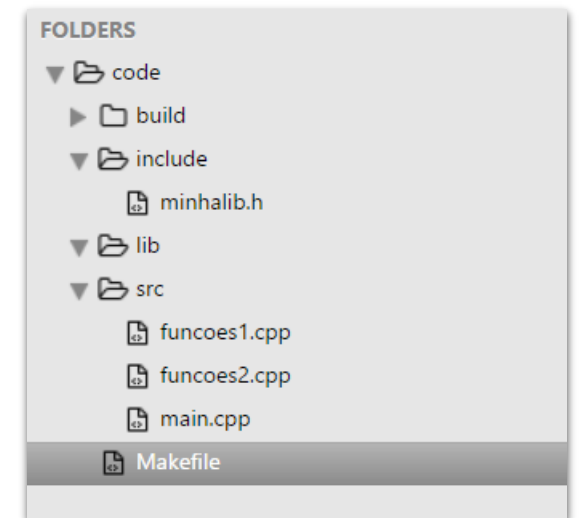 FOLDERS
code
build
include
minhalib.h
lib
src
funcoes1.cpp
funcoes2.cpp
main.cpp
Makefile